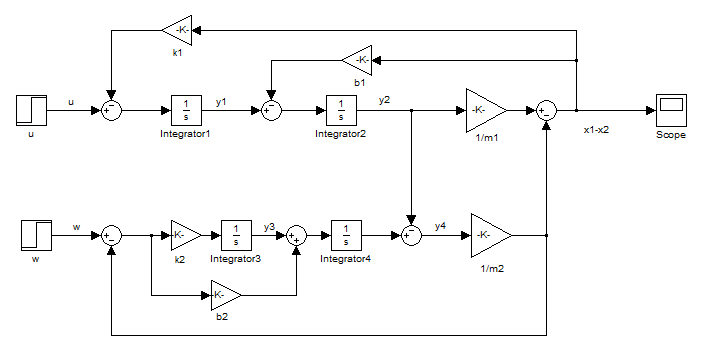 -K-
k1
-K-
b1
u
u
1
s
Integrator1
y1
1
s
Integrator2
y2
-K-
1/m1
x1-x2
Scope
w
w
-K-
k2
1
s
Integrator3
y3
1
s
Integrator4
y4
-K-
1/m2
-K-
b2